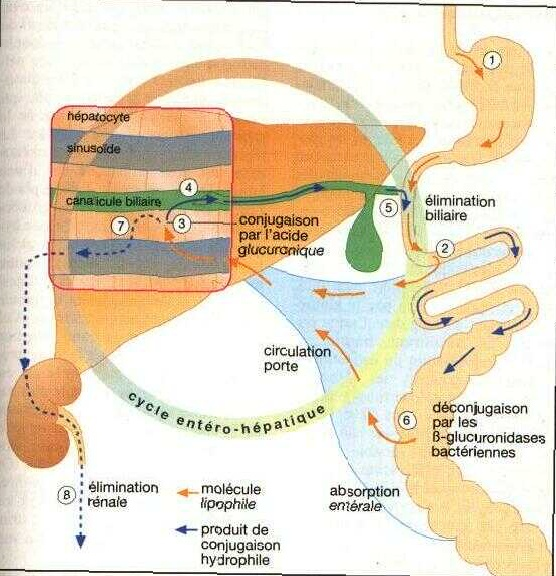 1
hépatocyte
sinusoïde
canalicule biliaire
4
7
3
conjugaison
par l'acide
glucuronique
5
élimination
biliaire
2
circulation
porte
cycle entéro-hépatique
6
déconjugaison
par les
ß-glucuronidases
bactériennes
8
élimination
rénale
molécule
lipophile
produit de
conjugaison
hydrophile
absorption
entérale